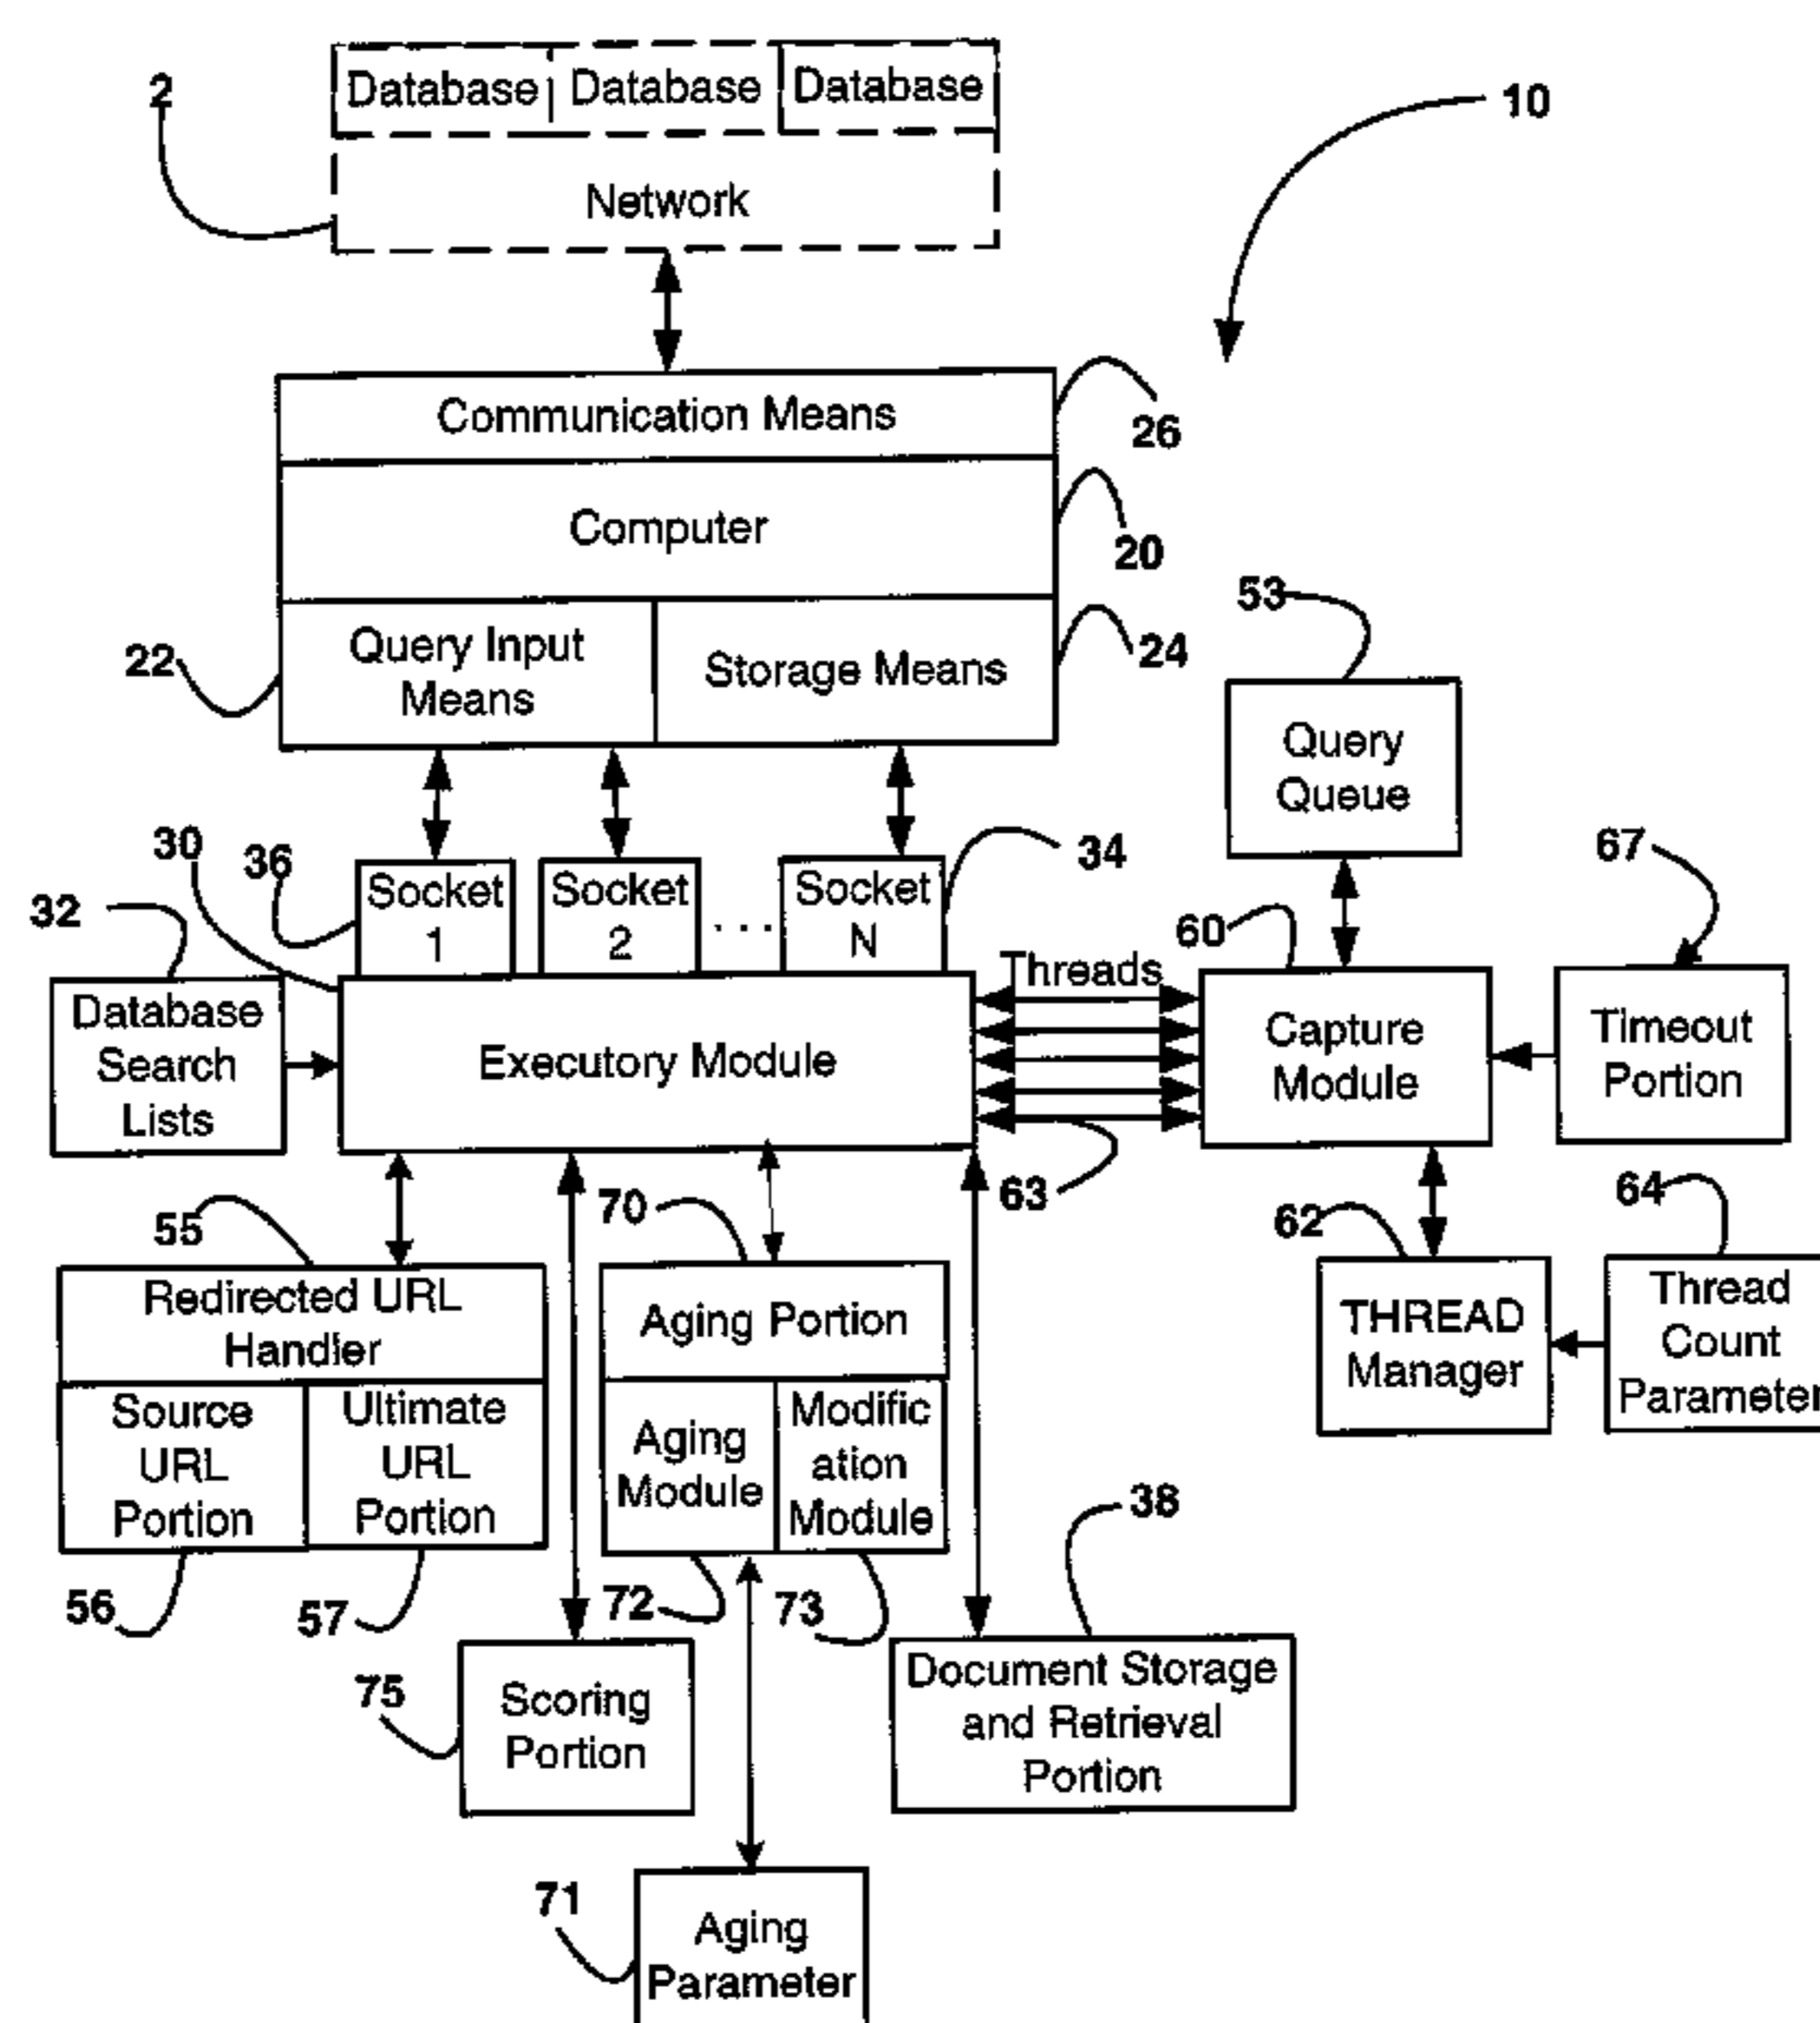 2
Database Database Database
10
Network
Communication Means
26
Computer
20
53
22
Query Input
Means
Storage Means
24
Query
Queue
30
36
34
67
32
Socket
1
Socket
2
. . .
Socket
N
60
Threads
Database
Search
Lists
Executory Module
Capture
Module
Timeout
Portion
63
55
70
62
64
Redirected URL
Handler
Aging Portion
THREAD
Manager
Thread
Count
Parameter
Source
URL
Portion
Ultimate
URL
Portion
Aging
Module
Modific
ation
Module
38
56
57
72
73
75
Scoring
Portion
Document Storage
and Retrieval
Portion
71
Aging
Parameter